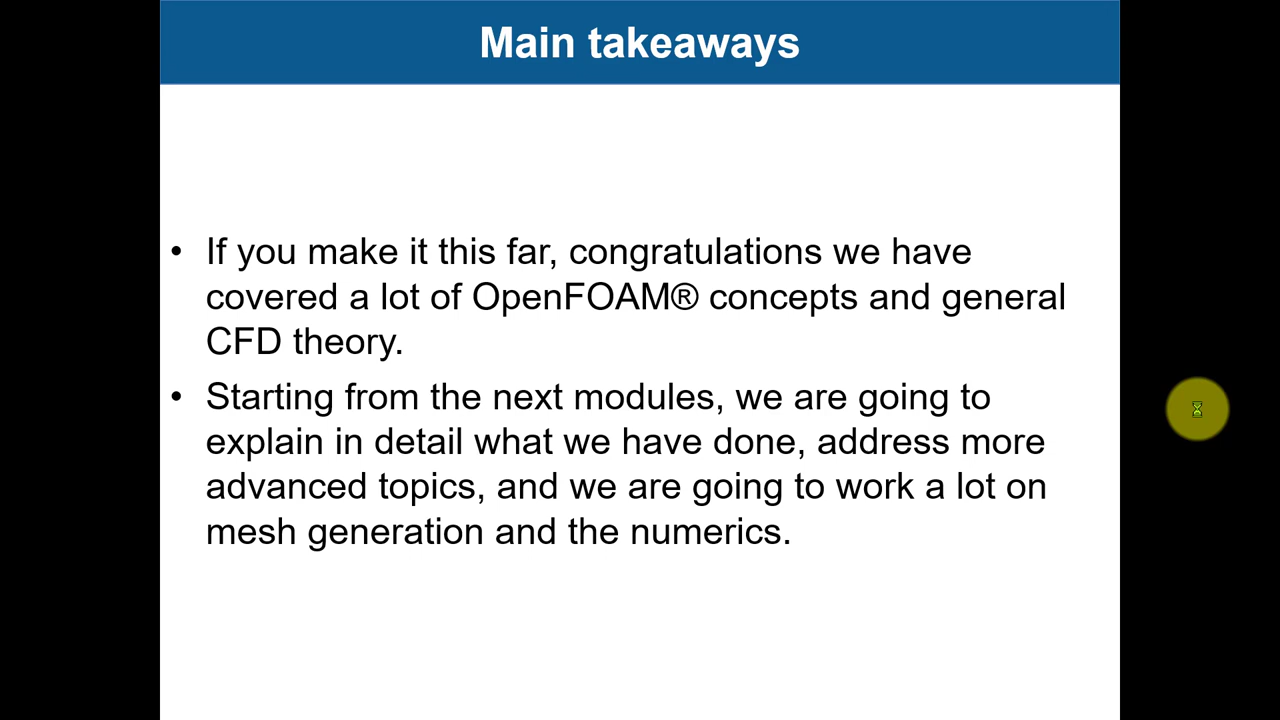 Main takeaways
• If you make it this far, congratulations we have
covered a lot of OpenFOAM® concepts and general
CFD theory.
• Starting from the next modules, we are going to
explain in detail what we have done, address more
advanced topics, and we are going to work a lot on
mesh generation and the numerics.